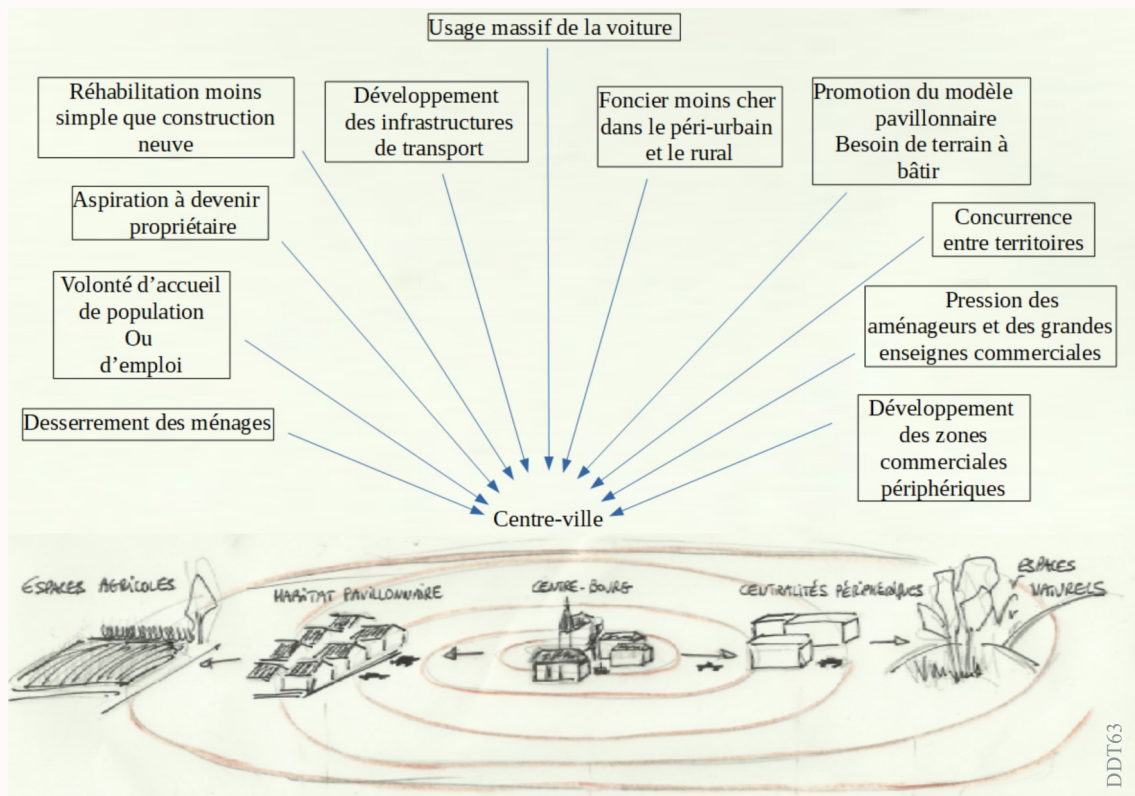 Usage massif de la voiture
Réhabilitation moins
simple que construction
neuve
Développement
des infrastructures
de transport
Foncier moins cher
dans le péri-urbain
et le rural
Promotion du modèle
pavillonnaire
Besoin de terrain à
bâtir
Aspiration à devenir
propriétaire
Concurrence
entre territoires
Volonté d’accueil
de population
Ou
d’emploi
Pression des
aménageurs et des grandes
enseignes commerciales
Desserrement des ménages
Développement
des zones
commerciales
périphériques
Centre-ville
ESPACES AGRICOLES
HABITAT PAVILLONNAIRE
CENTRE-BOURG
CENTRALITÉS PÉRIPHÉRIQUES
ESPACES
NATURELS
DDT63